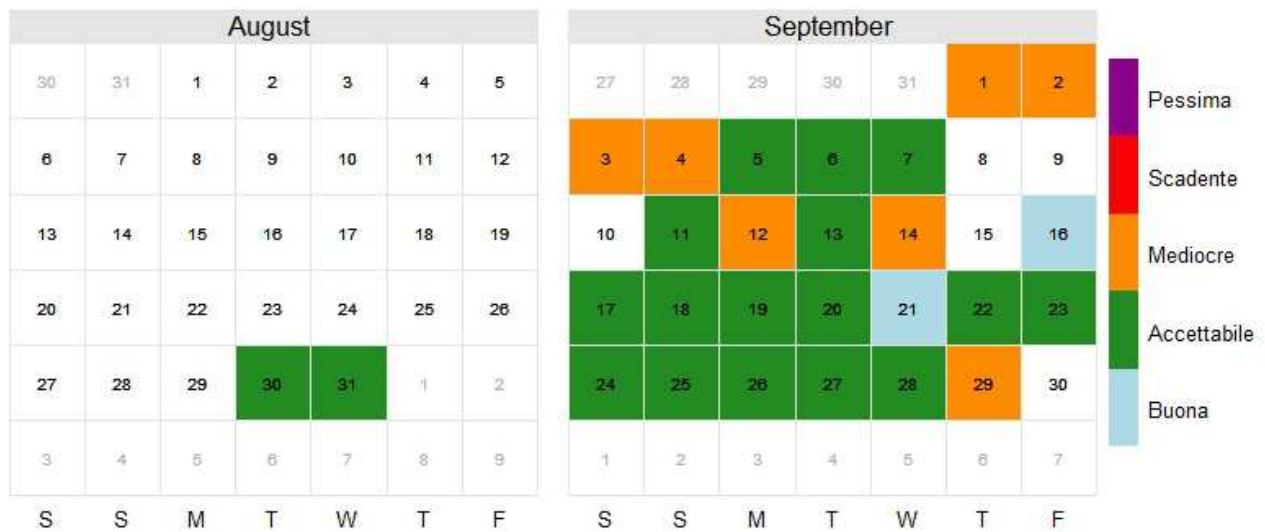 August
30 31 1 2 3 4 5
6 7 8 9 10 11 12
13 14 15 16 17 18 19
20 21 22 23 24 25 26
27 28 29 30 31 1 2
3 4 5 6 7 8 9
S S M T W T F
September
27 28 29 30 31 1 2
3 4 5 6 7 8 9
10 11 12 13 14 15 16
17 18 19 20 21 22 23
24 25 26 27 28 29 30
1 2 3 4 5 6 7
S S M T W T F
Pessima
Scadente
Mediocre
Accettabile
Buona